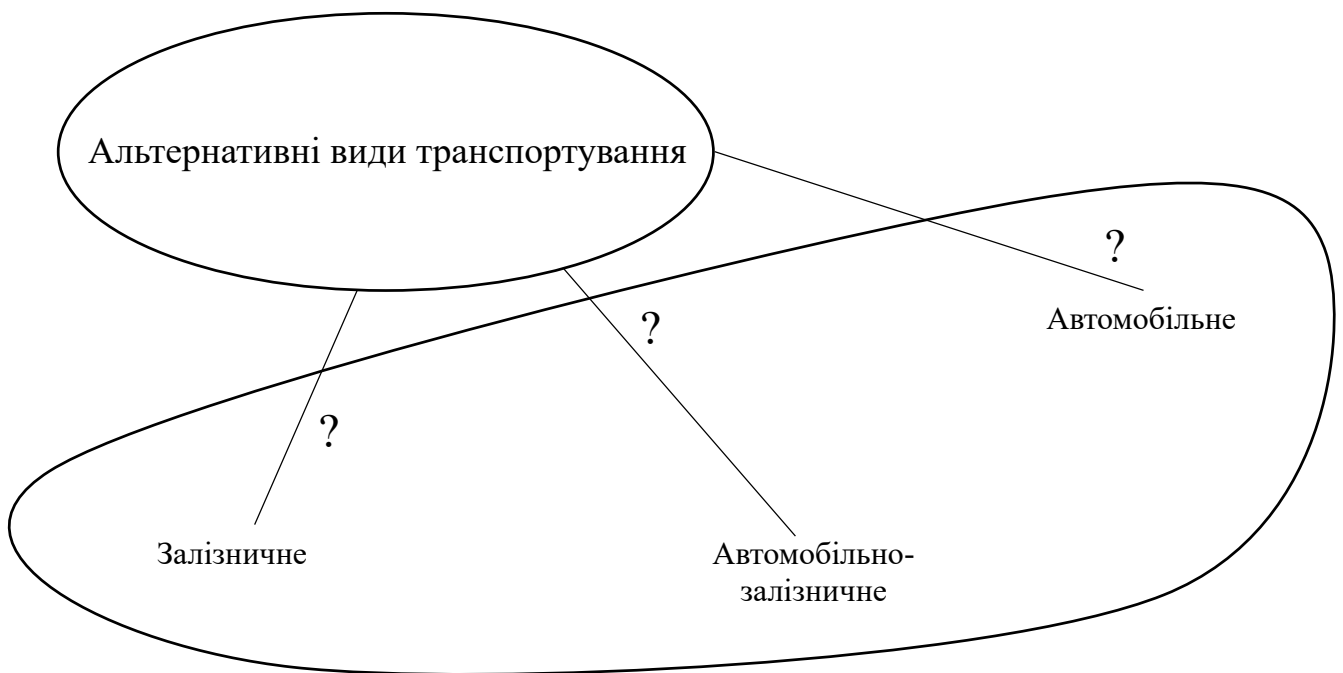 Альтернативні види транспортування
?
Автомобільне
?
?
Залізничне
Автомобільно-
залізничне